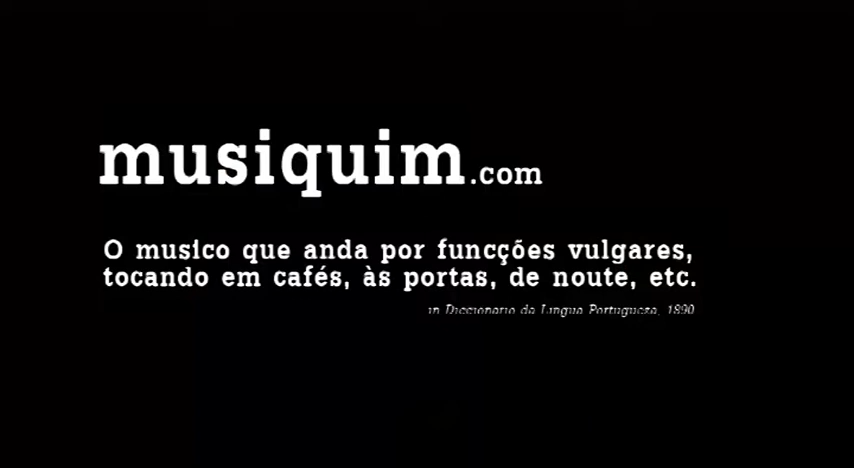 musiquim.com
O musico que anda por funcções vulgares,
tocando em cafés, às portas, de noute, etc.
in Diccionario da Lingua Portugueza, 1890